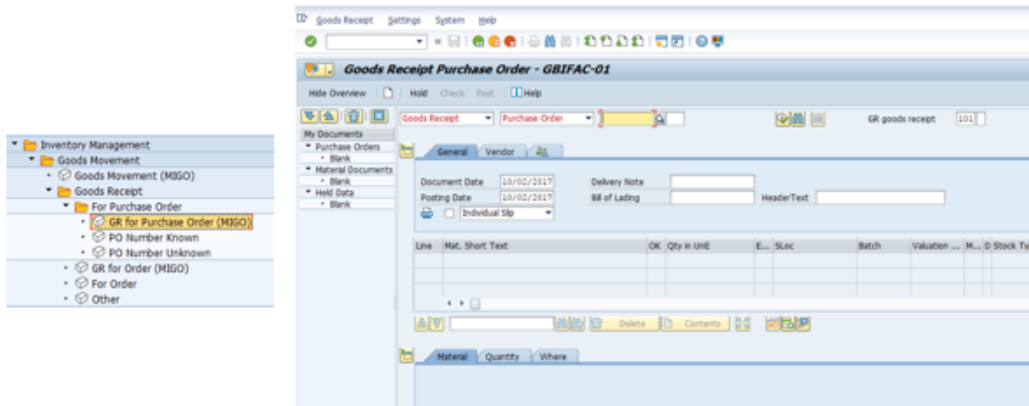 Inventory Management
Goods Movement
Goods Movement (MIGO)
Goods Receipt
For Purchase Order
GR for Purchase Order (MIGO)
PO Number Known
PO Number Unknown
GR for Order (MIGO)
For Order
Other
Goods Receipt Settings System Help
Goods Receipt Purchase Order - GBIFAC-01
Hide Overview Hold Check Post Help
Goods Receipt Purchase Order GR goods receipt 101
My Documents
Purchase Orders
Blank
Material Documents
Blank
Held Data
Blank
General Vendor
Document Date 10/02/2017 Delivery Note
Posting Date 10/02/2017 Bill of Lading HeaderText
Individual Slip
Line Mat. Short Text OK Qty in UnE E... SLoc Batch Valuation ... M... D Stock Ty
Delete Contents
Material Quantity Where